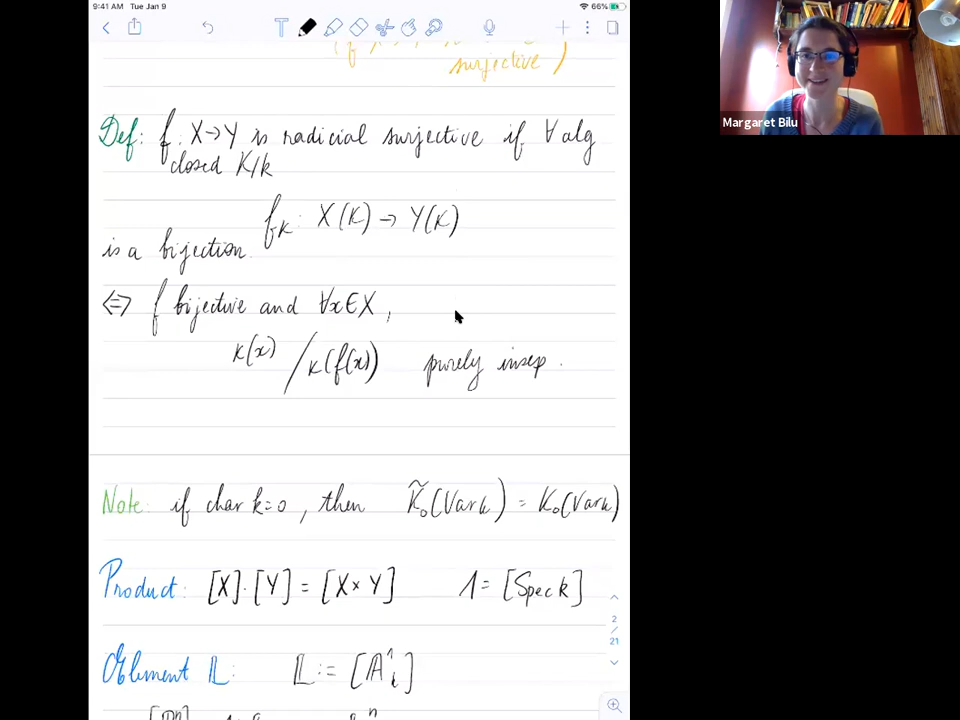 9:41 AM Tue Jan 9
66%
surjective )
Def: f: X → Y is radicial surjective if ∀ alg
closed K/k
f_K : X(K) → Y(K)
is a bijection.
⇔ f bijective and ∀x∈X,
κ(x) / κ(f(x)) purely insep.
Note: if char k=0, then K̃₀(Var k) = K₀(Var k)
Product: [X]·[Y] = [X × Y] 1 = [Spec k]
2
/
21
Element 𝕃: 𝕃 := [𝔸¹_k]
Margaret Bilu